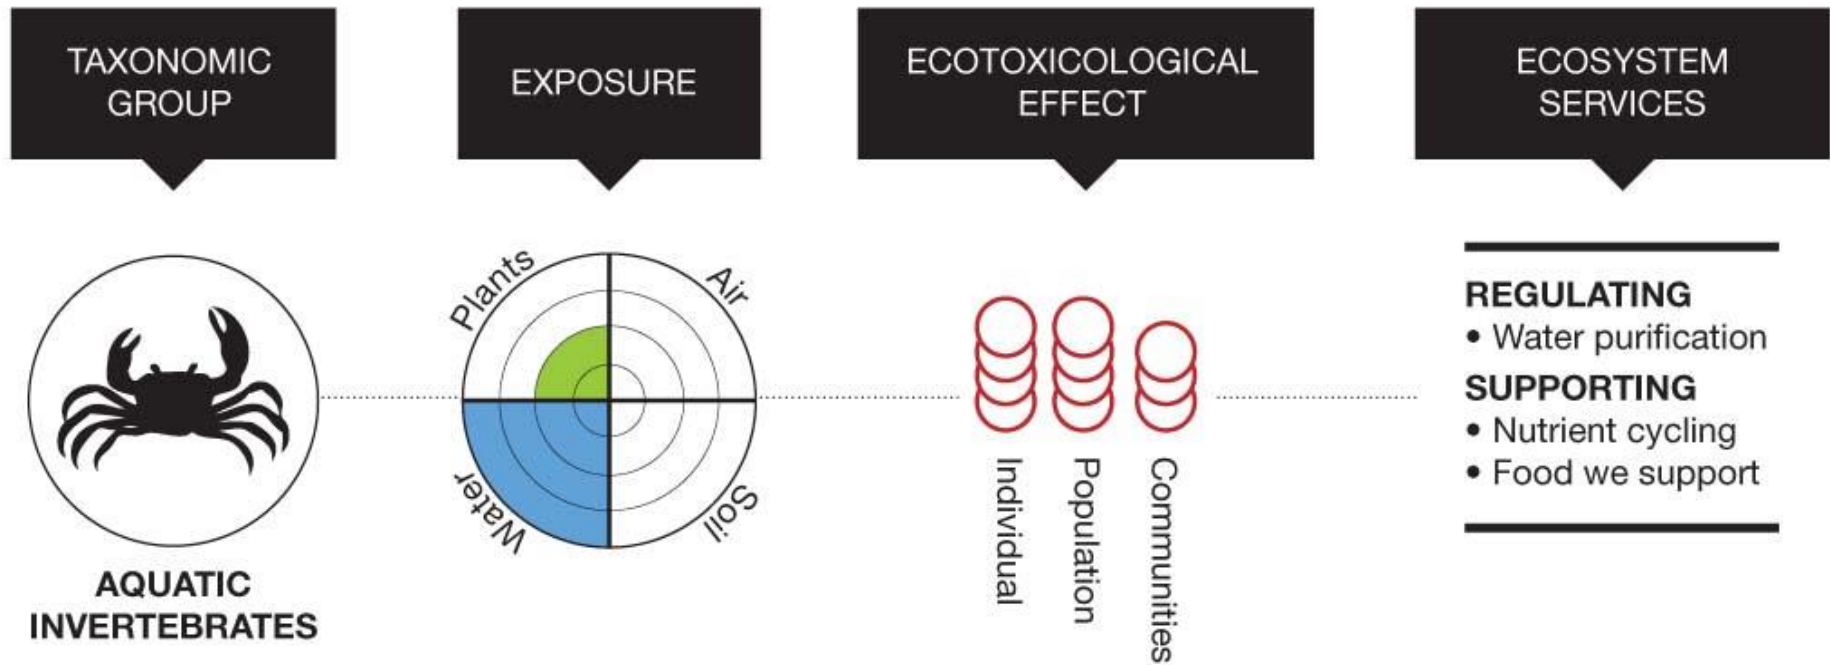 TAXONOMIC
GROUP
EXPOSURE
ECOTOXICOLOGICAL
EFFECT
ECOSYSTEM
SERVICES
AQUATIC
INVERTEBRATES
Plants
Air
Water
Soil
Individual
Population
Communities
REGULATING
• Water purification
SUPPORTING
• Nutrient cycling
• Food we support